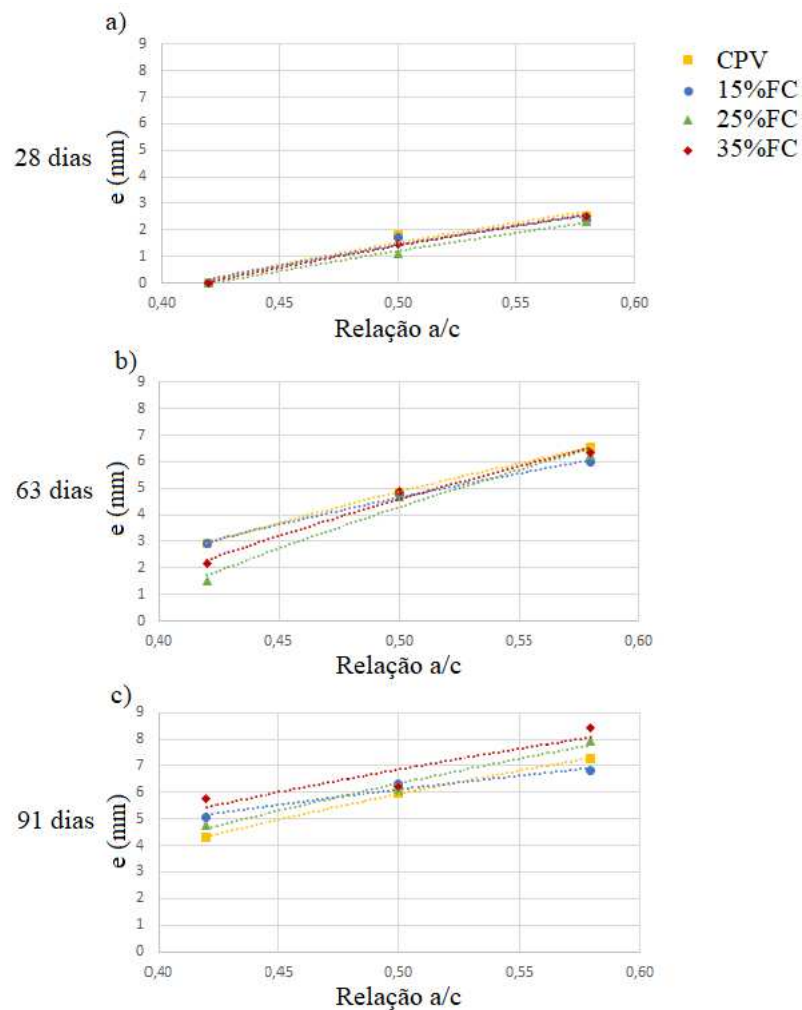 a)
9
8
7
6
5
4
3
2
1
0
e (mm)
28 dias
0,40
0,45
0,50
0,55
0,60
Relação a/c
CPV
15%FC
25%FC
35%FC
b)
9
8
7
6
5
4
3
2
1
0
e (mm)
63 dias
0,40
0,45
0,50
0,55
0,60
Relação a/c
c)
9
8
7
6
5
4
3
2
1
0
e (mm)
91 dias
0,40
0,45
0,50
0,55
0,60
Relação a/c